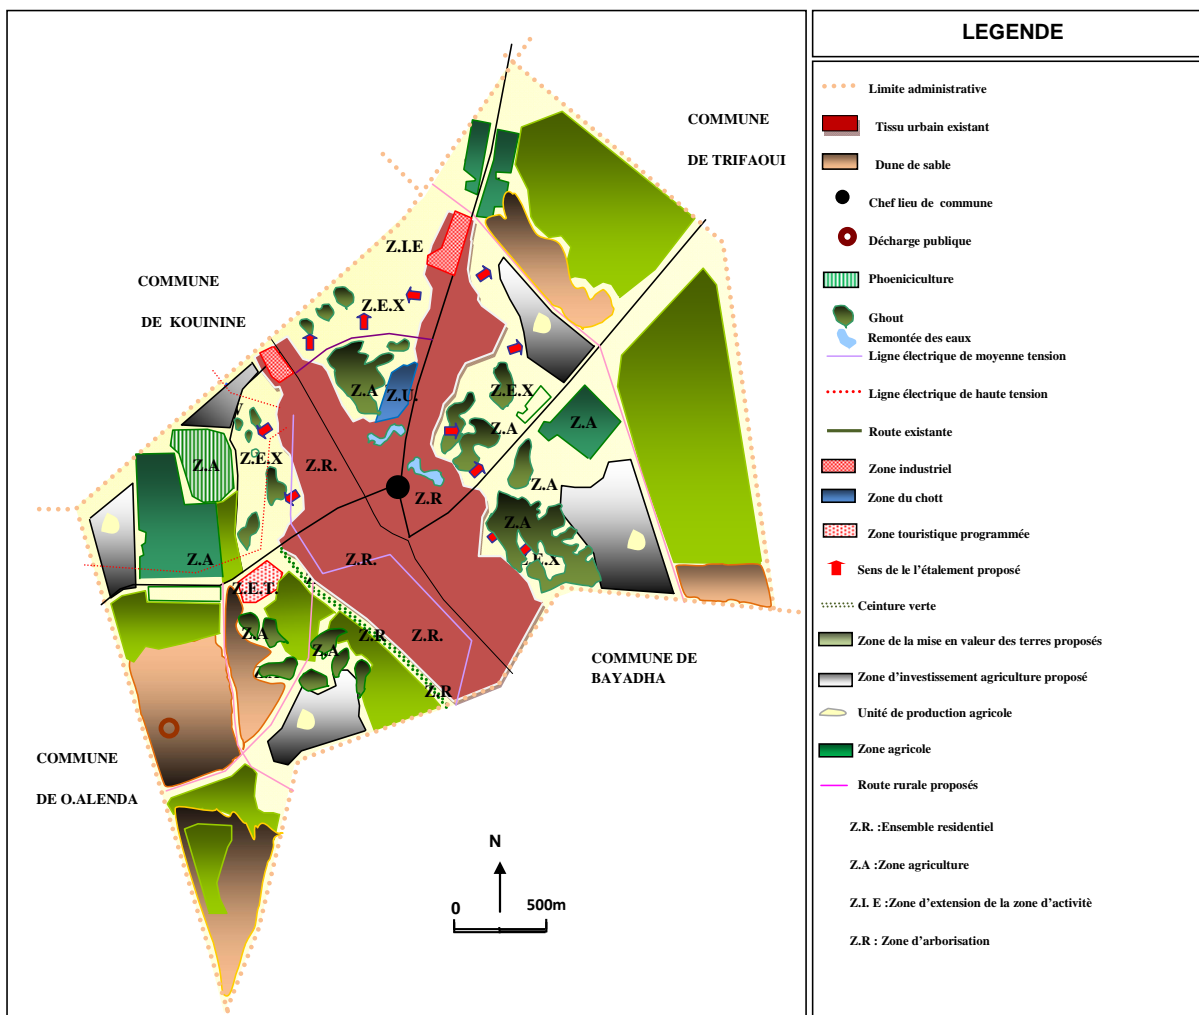 LEGENDE
Limite administrative
Tissu urbain existant
Dune de sable
Chef lieu de commune
Décharge publique
Phoeniciculture
Ghout
Remontée des eaux
Ligne électrique de moyenne tension
Ligne électrique de haute tension
Route existante
Zone industriel
Zone du chott
Zone touristique programmée
Sens de le l'étalement proposé
Ceinture verte
Zone de la mise en valeur des terres proposés
Zone d'investissement agriculture proposé
Unité de production agricole
Zone agricole
Route rurale proposés
Z.R. :Ensemble residentiel
Z.A :Zone agriculture
Z.I. E :Zone d'extension de la zone d'activitè
Z.R : Zone d'arborisation
COMMUNE
DE TRIFAOUI
Z.I.E
COMMUNE
DE KOUININE
Z.E.X
Z.A
Z.U.
Z.E.X
Z.A
Z.A
Z.E.X
Z.A
Z.R.
Z.R
Z.A
Z.A
Z.A
Z.R.
Z.E.X
Z.E.T.
Z.A
Z.R
Z.R.
Z.A
Z.R
COMMUNE DE
BAYADHA
COMMUNE
DE O.ALENDA
N
0
500m